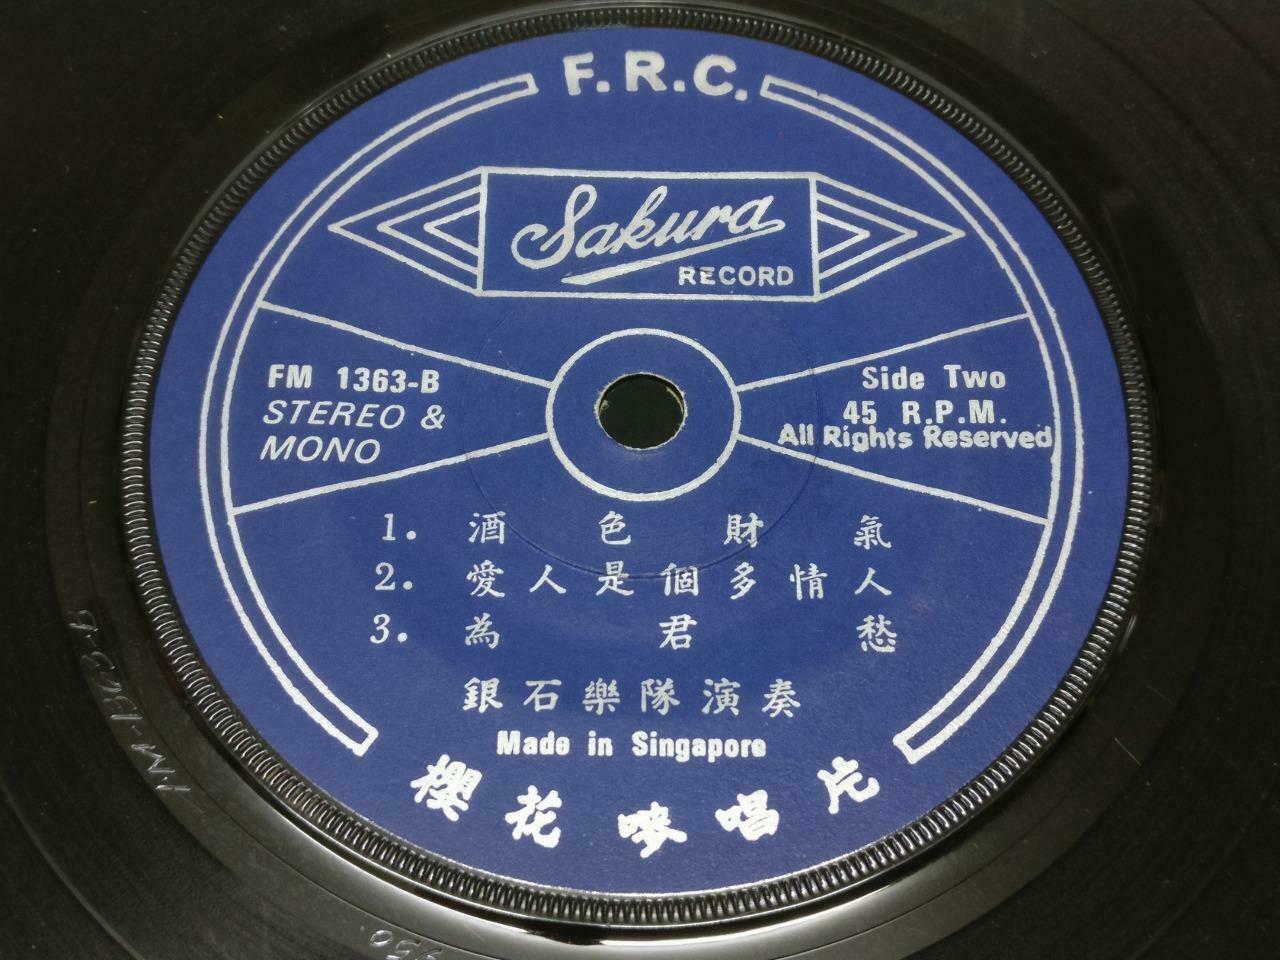 F.R.C.
Sakura
RECORD
FM 1363-B
STEREO &
MONO
Side Two
45 R.P.M.
All Rights Reserved
1. 酒色財氣
2. 愛人是個多情人
3. 為君愁
銀石樂隊演奏
Made in Singapore
櫻花嘜唱片